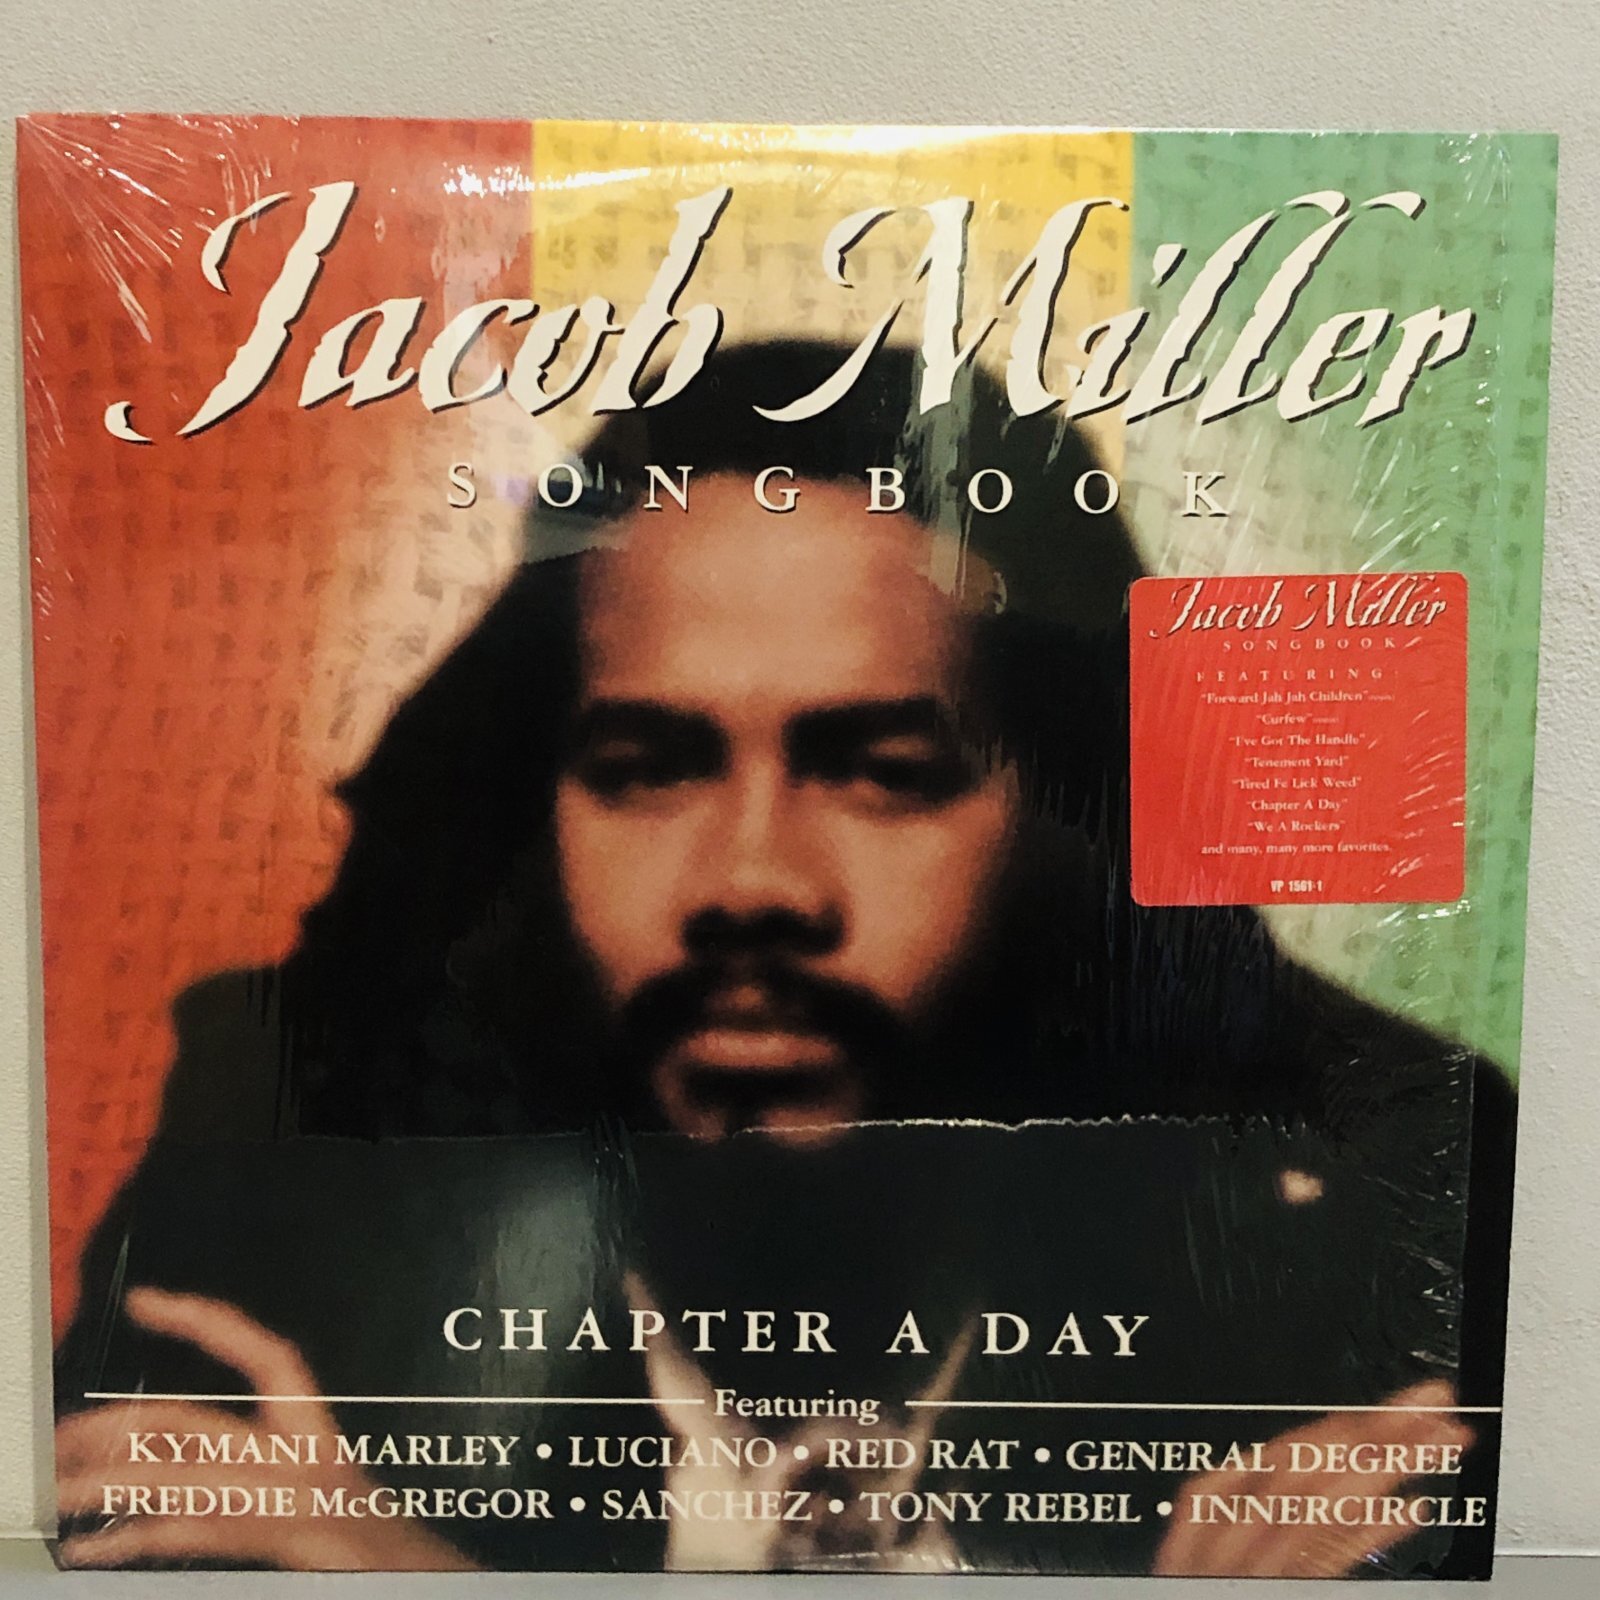 Jacob Miller
SONGBOOK
Jacob Miller
SONGBOOK
FEATURING:
"Forward Jah Jah Children"
"Curfew"
"I've Got The Handle"
"Tenement Yard"
"Tired Fe Lick Weed"
"Chapter A Day"
"We A Rockers"
and many, many more favorites.
VP 1561-1
CHAPTER A DAY
Featuring
KYMANI MARLEY • LUCIANO • RED RAT • GENERAL DEGREE
FREDDIE McGREGOR • SANCHEZ • TONY REBEL • INNERCIRCLE